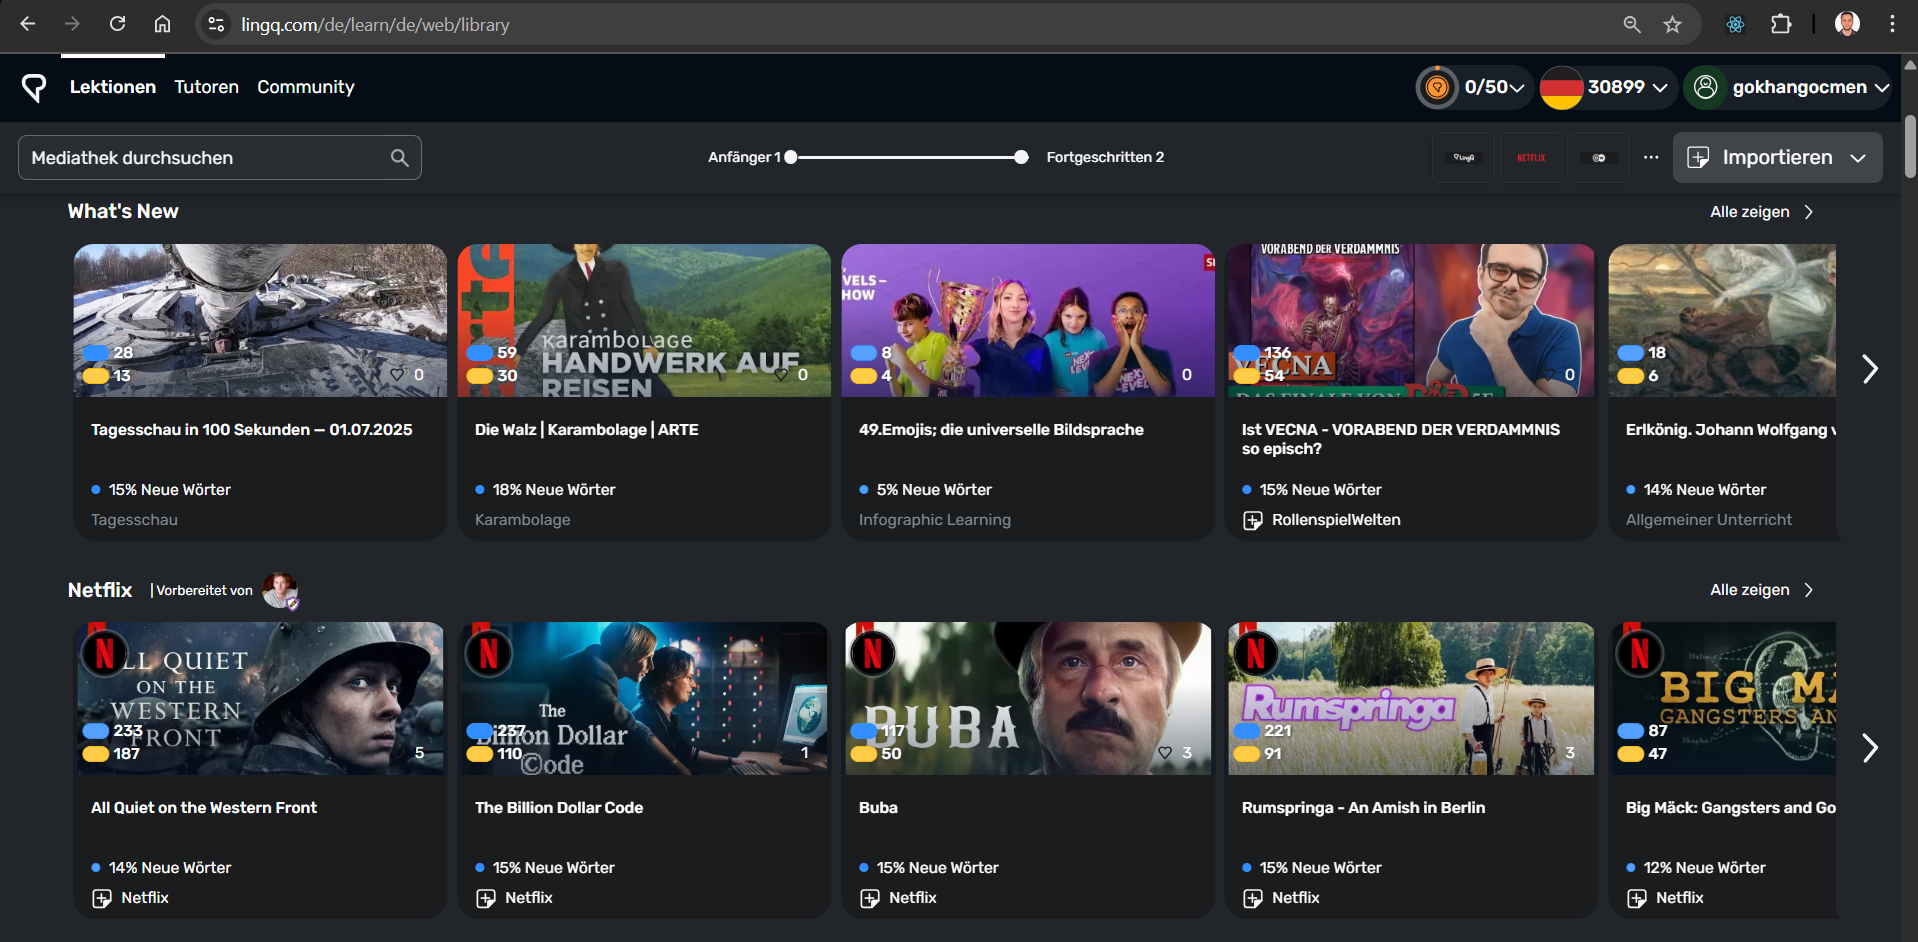 lingq.com/de/learn/de/web/library
Lektionen Tutoren Community
0/50 30899 gokhangocmen
Mediathek durchsuchen
Anfänger 1 Fortgeschritten 2
LingQ NETFLIX ... Importieren
What's New
Alle zeigen
28
13
0
Tagesschau in 100 Sekunden – 01.07.2025
15% Neue Wörter
Tagesschau
arte
Karambolage
HANDWERK AUF
REISEN
59
30
0
Die Walz | Karambolage | ARTE
18% Neue Wörter
Karambolage
VELS–
HOW
8
4
0
49.Emojis; die universelle Bildsprache
5% Neue Wörter
Infographic Learning
VORABEND DER VERDAMMNIS
VECNA
DAS FINALE VON D&D 5E
136
54
0
Ist VECNA - VORABEND DER VERDAMMNIS
so episch?
15% Neue Wörter
RollenspielWelten
18
6
Erlkönig. Johann Wolfgang v
14% Neue Wörter
Allgemeiner Unterricht
Netflix | Vorbereitet von
Alle zeigen
N
ALL QUIET
ON THE
WESTERN
FRONT
233
187
5
All Quiet on the Western Front
14% Neue Wörter
Netflix
N
The
Billion Dollar
Code
237
110
1
The Billion Dollar Code
15% Neue Wörter
Netflix
N
BUBA
117
50
3
Buba
15% Neue Wörter
Netflix
N
Rumspringa
221
91
3
Rumspringa - An Amish in Berlin
15% Neue Wörter
Netflix
N
BIG MÄ
GANGSTERS AN
87
47
Big Mäck: Gangsters and Go
12% Neue Wörter
Netflix